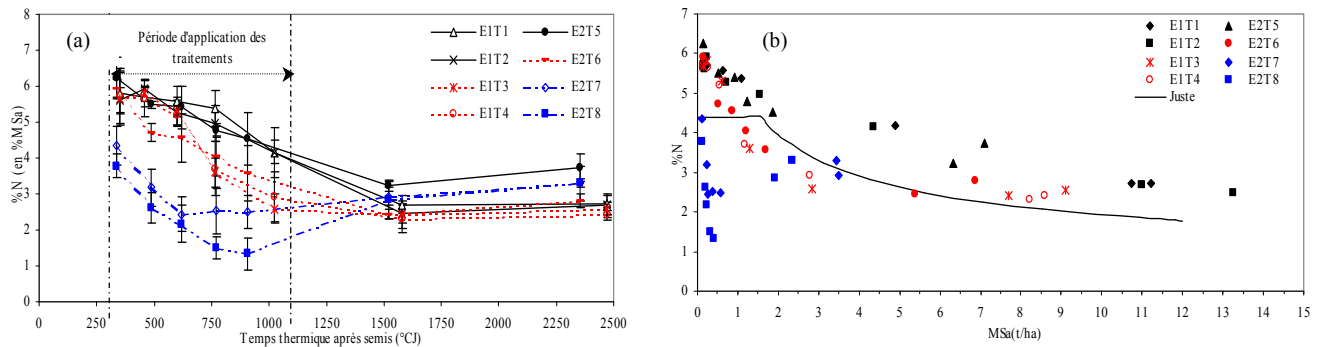 (a)
Période d'application des
traitements
E1T1
E2T5
E1T2
E2T6
E1T3
E2T7
E1T4
E2T8
%N (en %MSa)
8
7
6
5
4
3
2
1
0
0 250 500 750 1000 1250 1500 1750 2000 2250 2500
Temps thermique après semis (°CJ)
(b)
E1T1
E2T5
E1T2
E2T6
E1T3
E2T7
E1T4
E2T8
Juste
%N
7
6
5
4
3
2
1
0
0 1 2 3 4 5 6 7 8 9 10 11 12 13 14 15
MSa(t/ha)